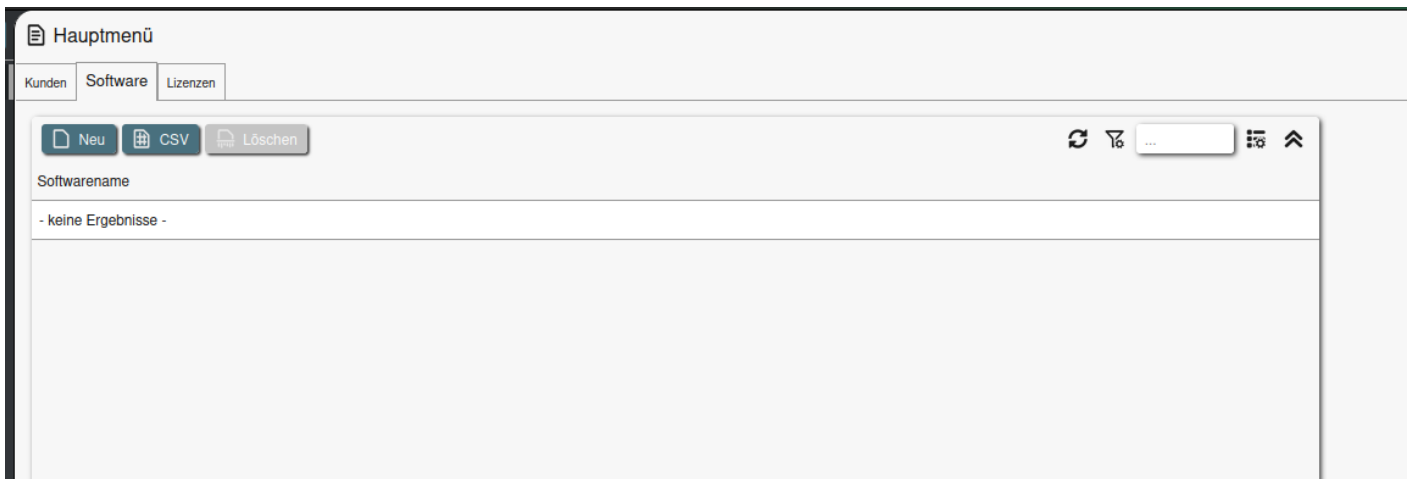 Hauptmenü
Kunden Software Lizenzen
Neu CSV Löschen ...
Softwarename
- keine Ergebnisse -